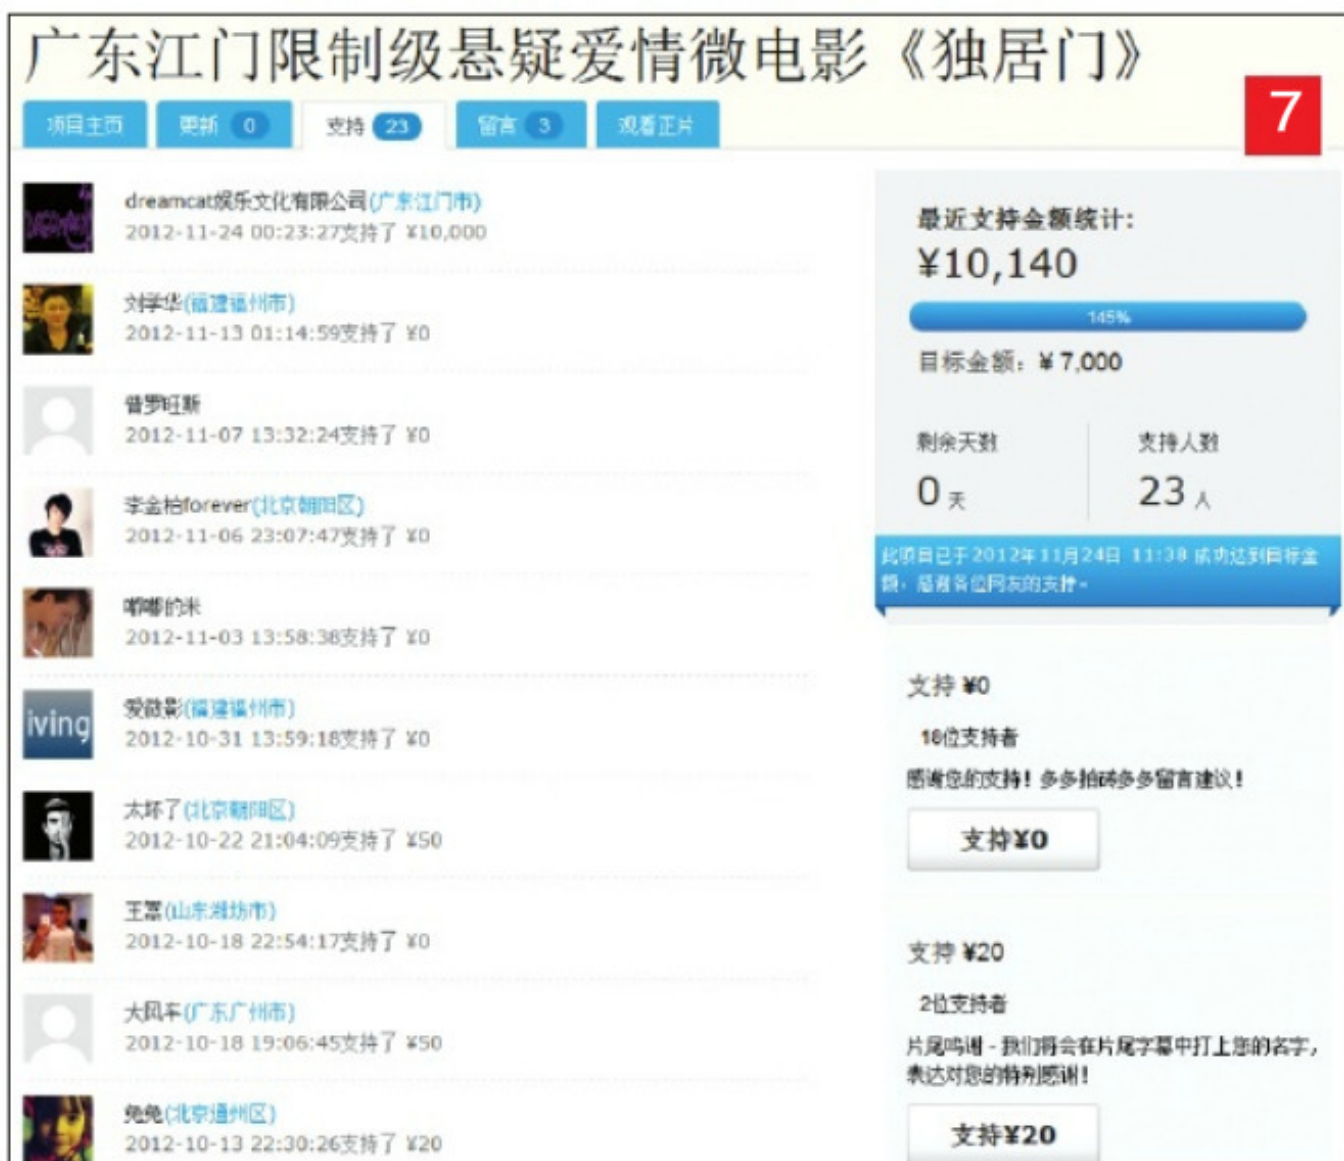 广东江门限制级悬疑爱情微电影《独居门》
7
项目主页 更新 0 支持 23 留言 3 观看正片
dreamcat娱乐文化有限公司(广东江门市)
2012-11-24 00:23:27支持了 ¥10,000
刘学华(福建福州市)
2012-11-13 01:14:59支持了 ¥0
普罗旺斯
2012-11-07 13:32:24支持了 ¥0
李金柏forever(北京朝阳区)
2012-11-06 23:07:47支持了 ¥0
嘟嘟的米
2012-11-03 13:58:38支持了 ¥0
iving
爱微影(福建福州市)
2012-10-31 13:59:18支持了 ¥0
太坏了(北京朝阳区)
2012-10-22 21:04:09支持了 ¥50
王嵩(山东潍坊市)
2012-10-18 22:54:17支持了 ¥0
大风车(广东广州市)
2012-10-18 19:06:45支持了 ¥50
兔兔(北京通州区)
2012-10-13 22:30:26支持了 ¥20
最近支持金额统计:
¥10,140
145%
目标金额: ¥ 7,000
剩余天数 支持人数
0 天 23 人
此项目已于2012年11月24日 11:38 成功达到目标金
额，感谢各位网友的支持。
支持 ¥0
18位支持者
感谢您的支持！多多拍砖多多留言建议！
支持¥0
支持 ¥20
2位支持者
片尾鸣谢 - 我们将会在片尾字幕中打上您的名字，
表达对您的特别感谢！
支持¥20